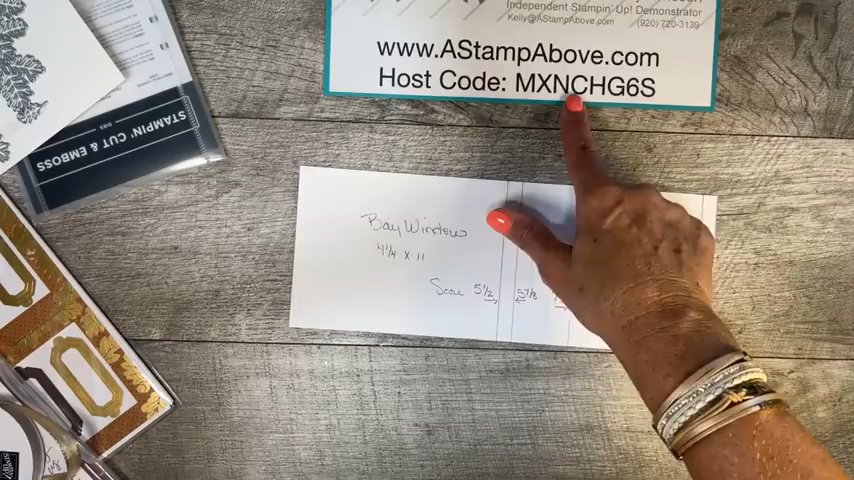 Independent Stampin' Up! Demonstrator
Kelly@AStampAbove.com (920) 720-3139
www.AStampAbove.com
Host Code: MXNCHG6S
STAMPIN' CUT & EMBOSS
DIES
Bay Window
4 1/4 x 11
Score 5 1/2 5 7/8